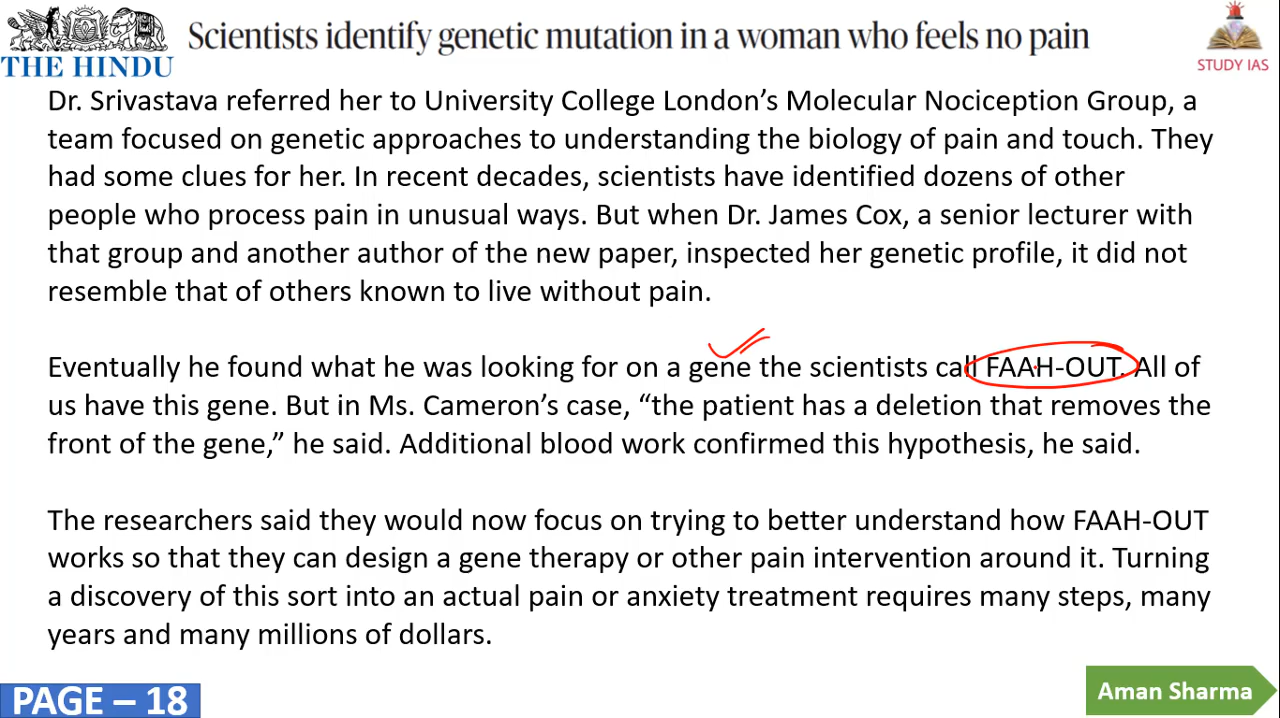 Scientists identify genetic mutation in a woman who feels no pain
THE HINDU
STUDY IAS
Dr. Srivastava referred her to University College London’s Molecular Nociception Group, a
team focused on genetic approaches to understanding the biology of pain and touch. They
had some clues for her. In recent decades, scientists have identified dozens of other
people who process pain in unusual ways. But when Dr. James Cox, a senior lecturer with
that group and another author of the new paper, inspected her genetic profile, it did not
resemble that of others known to live without pain.
Eventually he found what he was looking for on a gene the scientists call FAAH-OUT. All of
us have this gene. But in Ms. Cameron’s case, “the patient has a deletion that removes the
front of the gene,” he said. Additional blood work confirmed this hypothesis, he said.
The researchers said they would now focus on trying to better understand how FAAH-OUT
works so that they can design a gene therapy or other pain intervention around it. Turning
a discovery of this sort into an actual pain or anxiety treatment requires many steps, many
years and many millions of dollars.
PAGE – 18
Aman Sharma